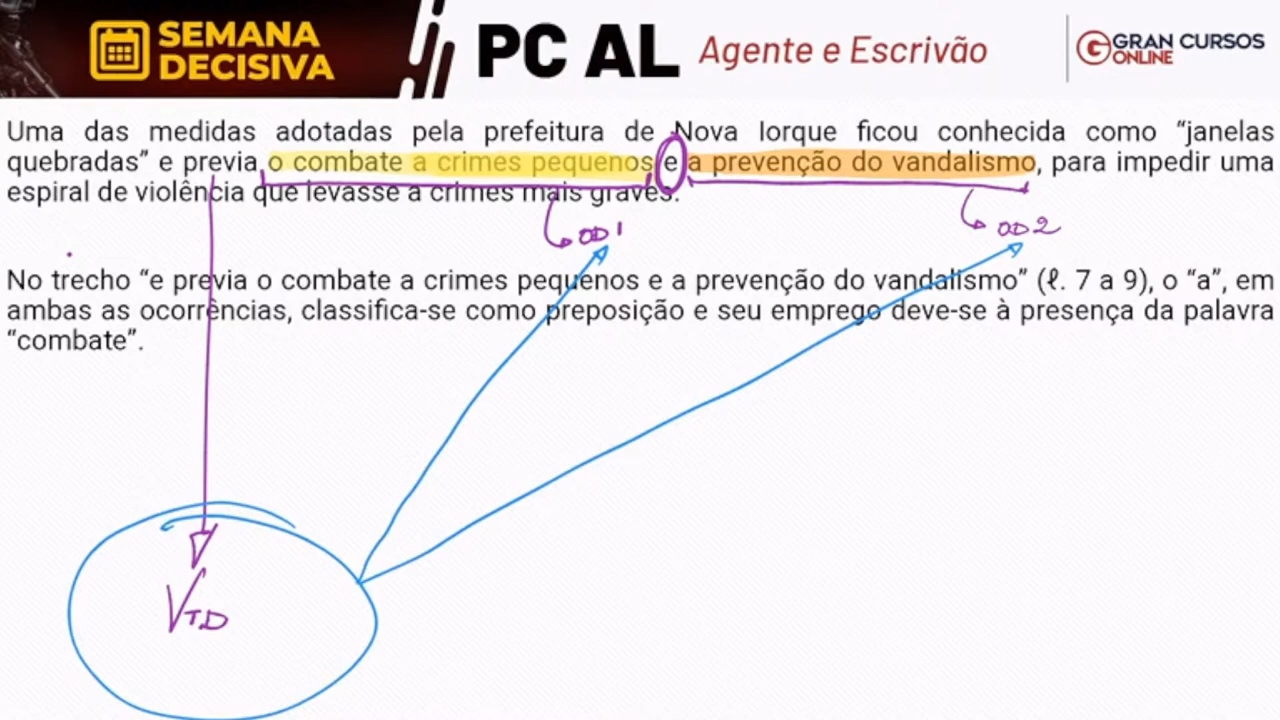 SEMANA
DECISIVA
PC AL Agente e Escrivão
GRAN CURSOS
ONLINE
Uma das medidas adotadas pela prefeitura de Nova Iorque ficou conhecida como “janelas
quebradas” e previa o combate a crimes pequenos e a prevenção do vandalismo, para impedir uma
espiral de violência que levasse a crimes mais graves.
OD1
OD2
No trecho “e previa o combate a crimes pequenos e a prevenção do vandalismo” (ℓ. 7 a 9), o “a”, em
ambas as ocorrências, classifica-se como preposição e seu emprego deve-se à presença da palavra
“combate”.
VTD